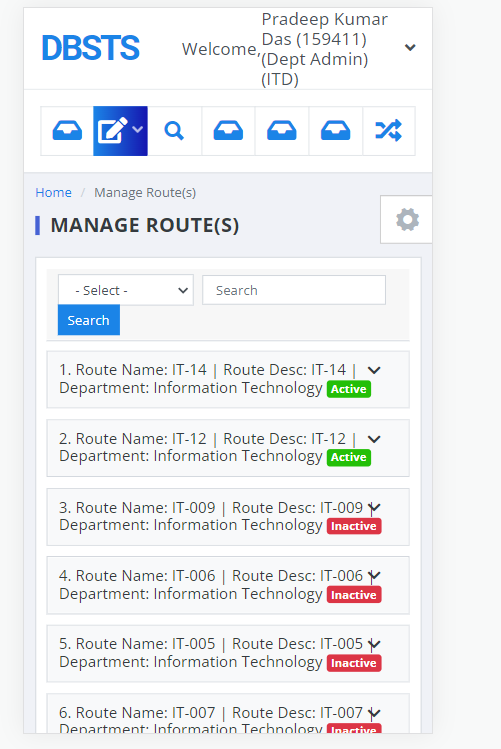 DBSTS
Welcome,
Pradeep Kumar
Das (159411)
(Dept Admin)
(ITD)
Home / Manage Route(s)
MANAGE ROUTE(S)
- Select -
Search
Search
1. Route Name: IT-14 | Route Desc: IT-14 |
Department: Information Technology Active
2. Route Name: IT-12 | Route Desc: IT-12 |
Department: Information Technology Active
3. Route Name: IT-009 | Route Desc: IT-009 |
Department: Information Technology Inactive
4. Route Name: IT-006 | Route Desc: IT-006 |
Department: Information Technology Inactive
5. Route Name: IT-005 | Route Desc: IT-005 |
Department: Information Technology Inactive
6. Route Name: IT-007 | Route Desc: IT-007 |
Department: Information Technology Inactive